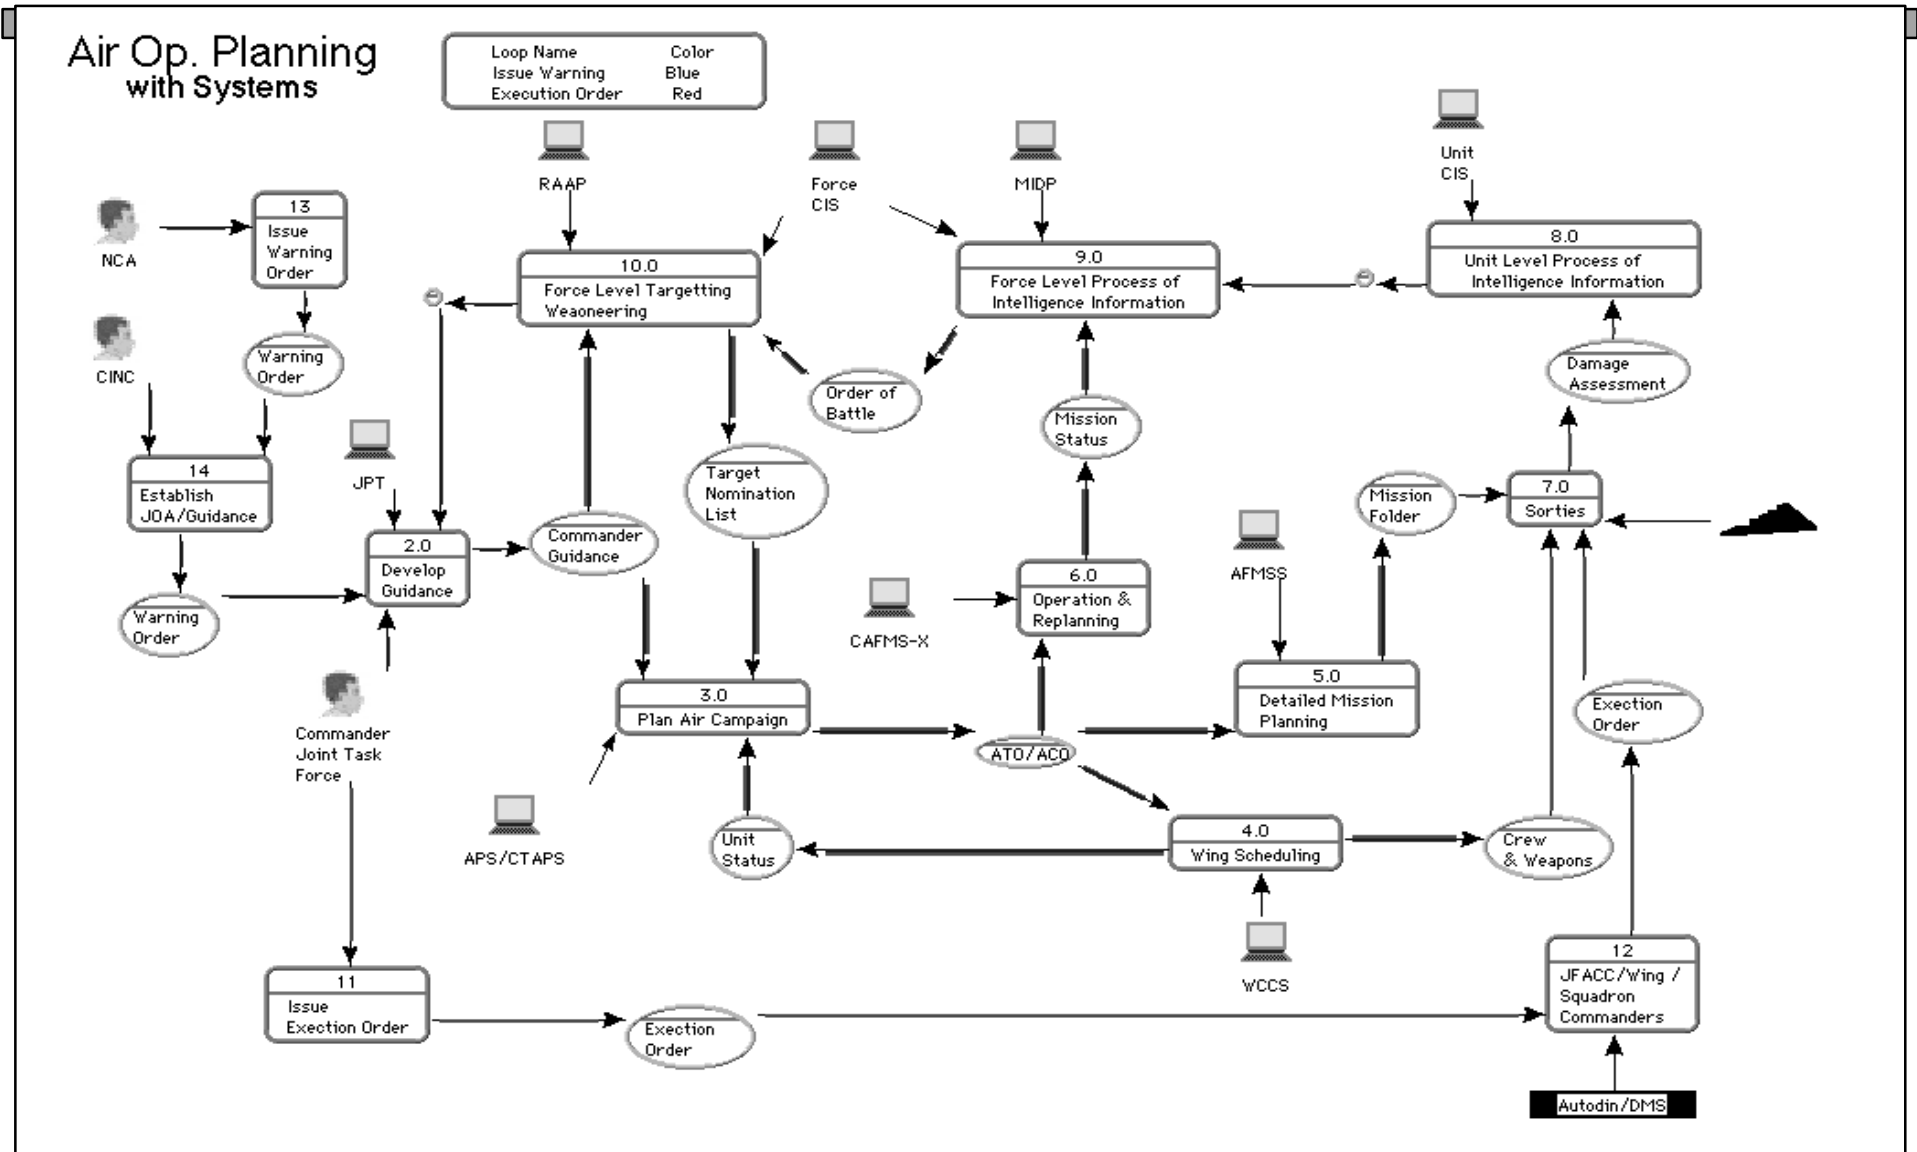 Air Op. Planning
with Systems
Loop Name Color
Issue Warning Blue
Execution Order Red
RAAP
Force
CIS
MIDP
Unit
CIS
NCA
13
Issue
Warning
Order
10.0
Force Level Targetting
Weaoneering
9.0
Force Level Process of
Intelligence Information
8.0
Unit Level Process of
Intelligence Information
CINC
Warning
Order
Order of
Battle
Mission
Status
Damage
Assessment
14
Establish
JOA/Guidance
JPT
Target
Nomination
List
Mission
Folder
7.0
Sorties
2.0
Develop
Guidance
Commander
Guidance
Warning
Order
CAFMS-X
6.0
Operation &
Replanning
AFMSS
5.0
Detailed Mission
Planning
Exection
Order
Commander
Joint Task
Force
3.0
Plan Air Campaign
ATO/ACO
APS/CTAPS
Unit
Status
4.0
Wing Scheduling
Crew
& Weapons
WCCS
11
Issue
Exection Order
Exection
Order
12
JFACC/Wing /
Squadron
Commanders
Autodin/DMS